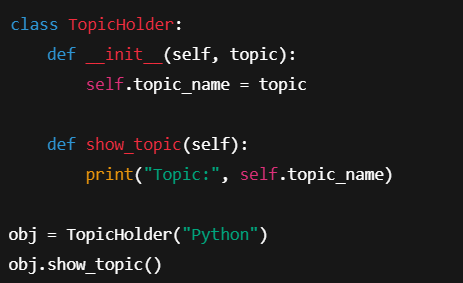 class TopicHolder:
    def __init__(self, topic):
        self.topic_name = topic

    def show_topic(self):
        print("Topic:", self.topic_name)

obj = TopicHolder("Python")
obj.show_topic()